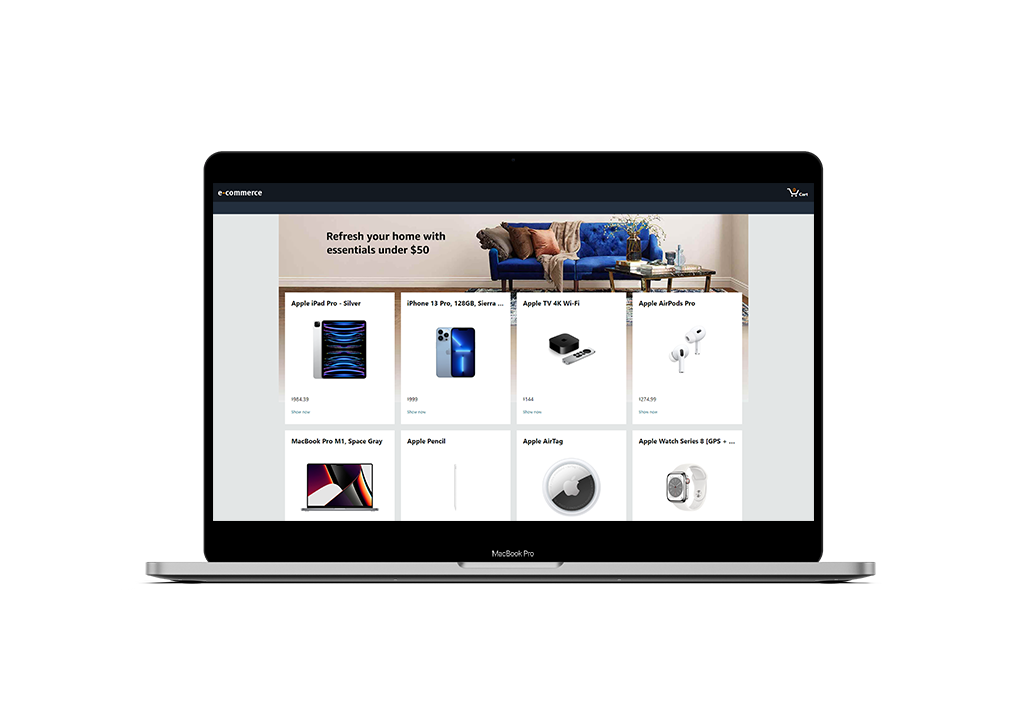 e-commerce
Cart
Refresh your home with
essentials under $50
Apple iPad Pro - Silver
iPhone 13 Pro, 128GB, Sierra ...
Apple TV 4K Wi-Fi
Apple AirPods Pro
$999
$144
$274,99
Show now
Show now
Show now
Show now
MacBook Pro M1, Space Gray
Apple Pencil
Apple AirTag
Apple Watch Series 8 [GPS + ...
MacBook Pro